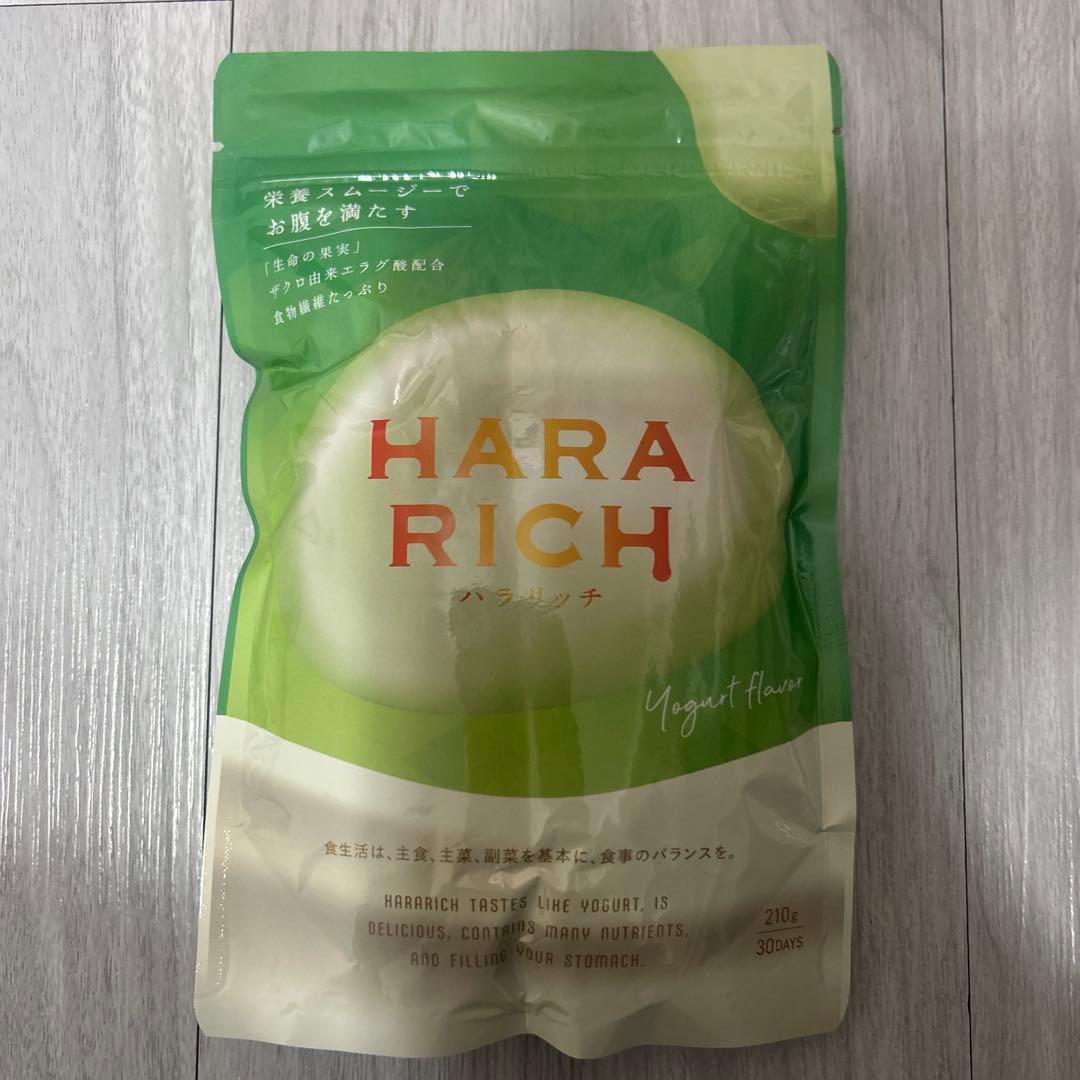 栄養スムージーで
お腹を満たす
「生命の果実」
ザクロ由来エラグ酸配合
食物繊維たっぷり
HARA
RICH
ハラリッチ
Yogurt flavor
食生活は、主食、主菜、副菜を基本に、食事のバランスを。
HARARICH TASTES LIKE YOGURT, IS
DELICIOUS, CONTAINS MANY NUTRIENTS,
AND FILLING YOUR STOMACH.
210g
30DAYS